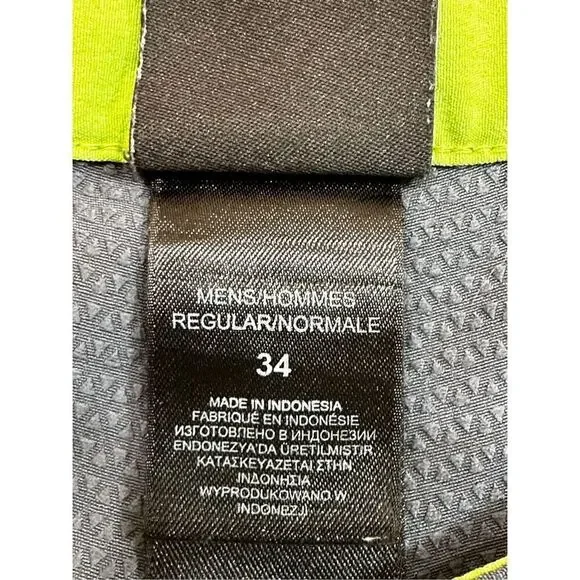 MENS/HOMMES
REGULAR/NORMALE
34
MADE IN INDONESIA
FABRIQUÉ EN INDONÉSIE
ИЗГОТОВЛЕНО В ИНДОНЕЗИИ
ENDONEZYA'DA ÜRETILMISTIR
ΚΑΤΑΣΚΕΥΑΖΕΤΑΙ ΣΤΗΝ
ΙΝΔΟΝΗΣΙΑ
WYPRODUKOWANO W
INDONEZJI